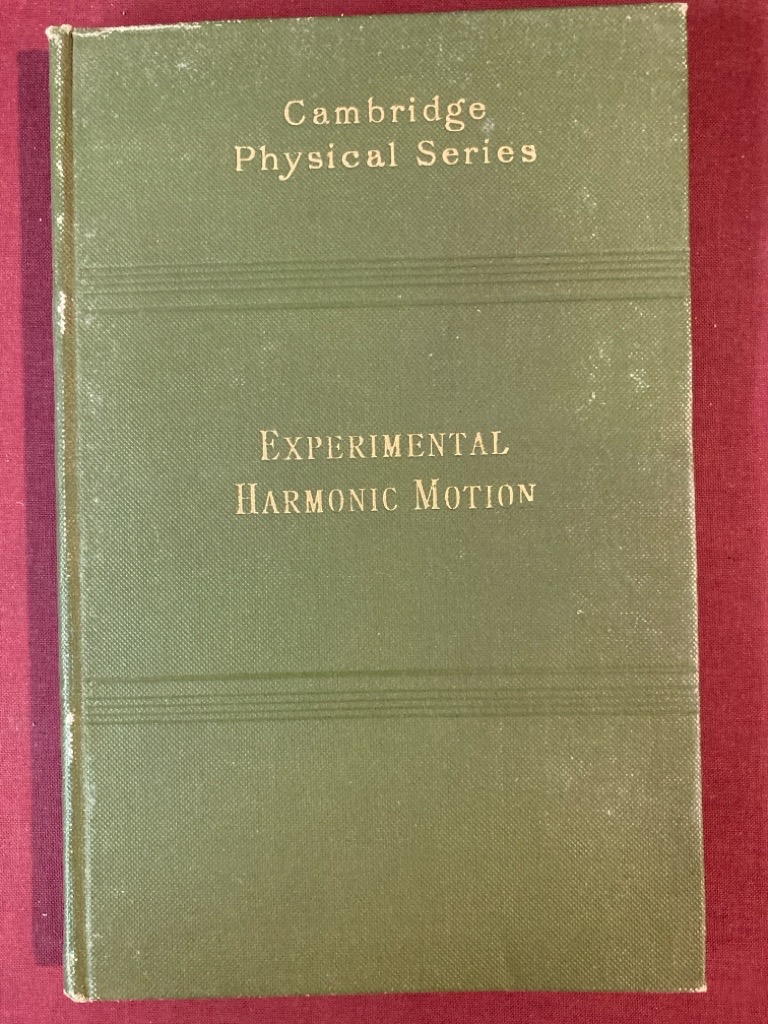 Cambridge
Physical Series
EXPERIMENTAL
HARMONIC MOTION